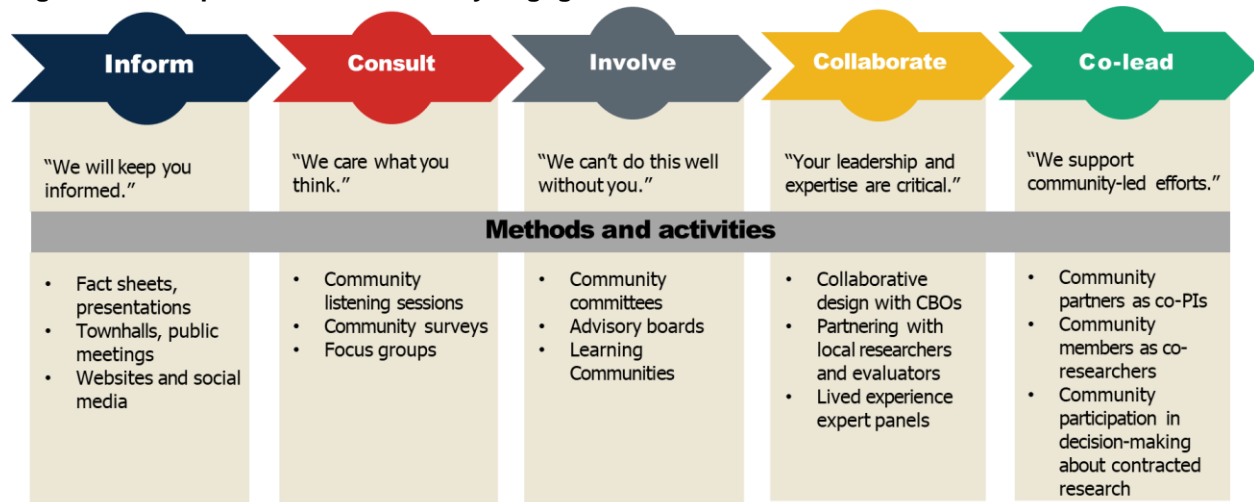 Inform
Consult
Involve
Collaborate
Co-lead
“We will keep you
informed.”
“We care what you
think.”
“We can’t do this well
without you.”
“Your leadership and
expertise are critical.”
“We support
community-led efforts.”
Methods and activities
• Fact sheets,
presentations
• Townhalls, public
meetings
• Websites and social
media
• Community
listening sessions
• Community surveys
• Focus groups
• Community
committees
• Advisory boards
• Learning
Communities
• Collaborative
design with CBOs
• Partnering with
local researchers
and evaluators
• Lived experience
expert panels
• Community
partners as co-PIs
• Community
members as co-
researchers
• Community
participation in
decision-making
about contracted
research